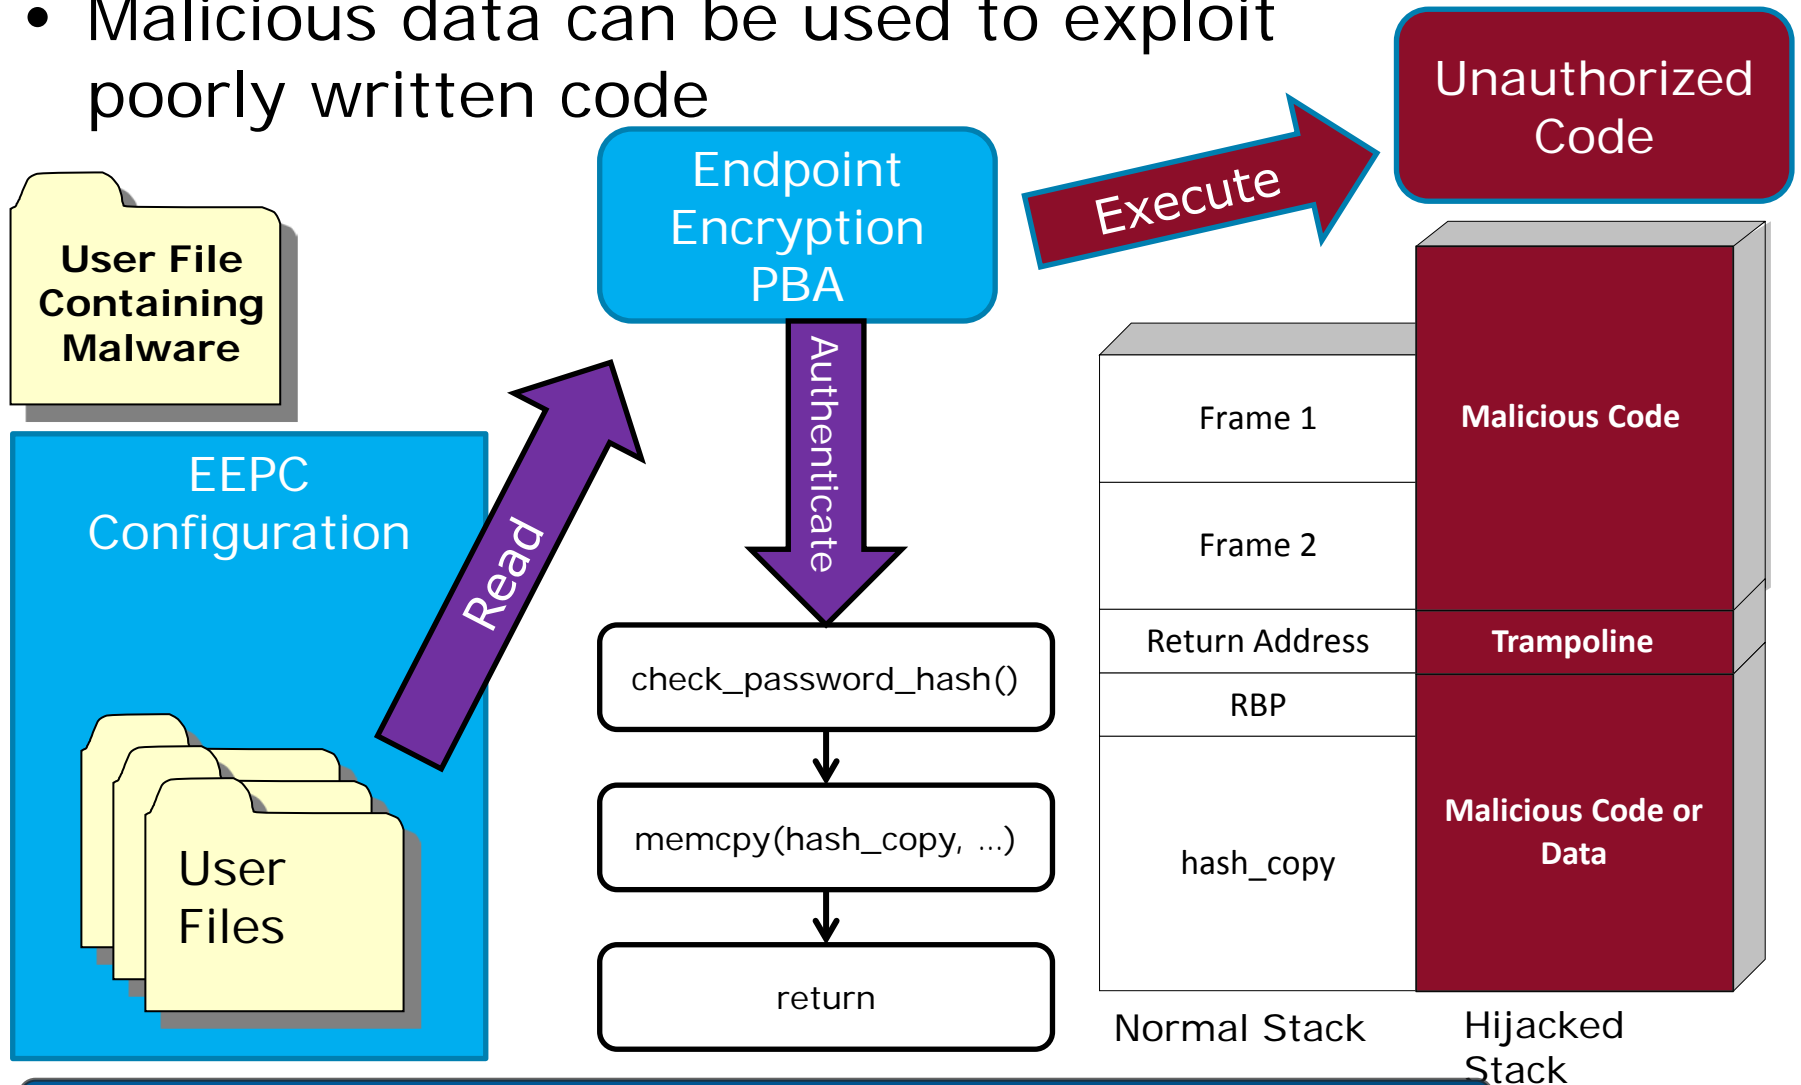 • Malicious data can be used to exploit
poorly written code
Unauthorized
Code
Endpoint
Encryption
PBA
Execute
User File
Containing
Malware
Authenticate
Read
EEPC
Configuration
User
Files
check_password_hash()
memcpy(hash_copy, ...)
return
Frame 1
Frame 2
Return Address
RBP
hash_copy
Normal Stack
Malicious Code
Trampoline
Malicious Code or
Data
Hijacked
Stack